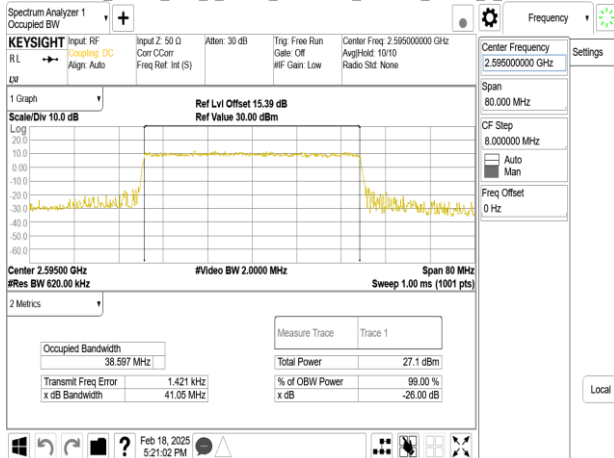 Spectrum Analyzer 1
Occupied BW
Frequency
KEYSIGHT
Input: RF
Coupling: DC
Align: Auto
RL
LXI
Input Z: 50 Ω
Corr CCorr
Freq Ref: Int (S)
Atten: 30 dB
Trig: Free Run
Gate: Off
#IF Gain: Low
Center Freq: 2.595000000 GHz
Avg|Hold: 10/10
Radio Std: None
Center Frequency
2.595000000 GHz
Settings
Span
80.000 MHz
CF Step
8.000000 MHz
Auto
Man
Freq Offset
0 Hz
Local
1 Graph
Scale/Div 10.0 dB
Ref Lvl Offset 15.39 dB
Ref Value 30.00 dBm
Log
20.0
10.0
0.00
-10.0
-20.0
-30.0
-40.0
-50.0
-60.0
Center 2.59500 GHz
#Video BW 2.0000 MHz
Span 80 MHz
#Res BW 620.00 kHz
Sweep 1.00 ms (1001 pts)
2 Metrics
Measure Trace Trace 1
Occupied Bandwidth
38.597 MHz
Total Power 27.1 dBm
Transmit Freq Error 1.421 kHz
% of OBW Power 99.00 %
x dB Bandwidth 41.05 MHz
x dB -26.00 dB
?
Feb 18, 2025
5:21:02 PM